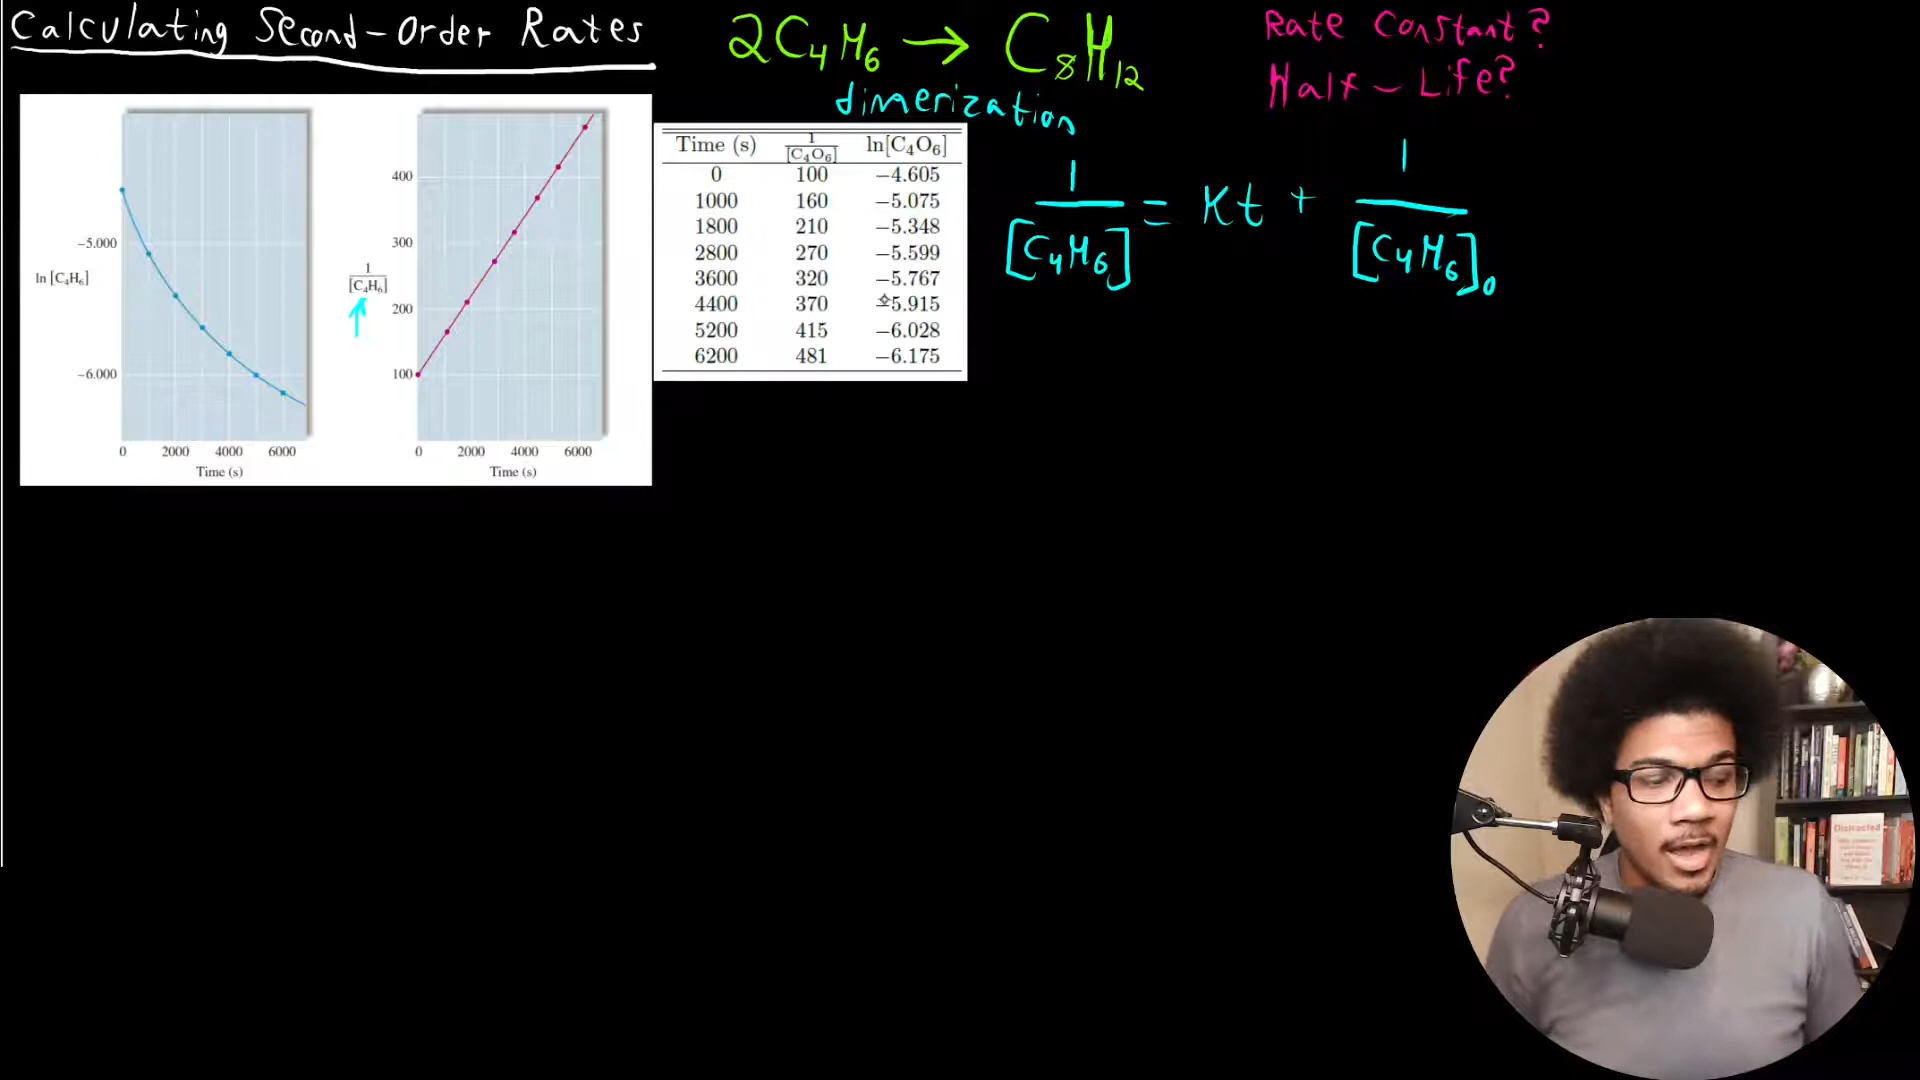 Calculating Second-Order Rates
2C₄H₆ → C₈H₁₂
dimerization
Rate Constant?
Half-Life?
ln [C₄H₆]
-5.000
-6.000
0 2000 4000 6000
Time (s)
1/[C₄H₆]
400
300
200
100
0 2000 4000 6000
Time (s)
Time (s) 1/[C₄O₆] ln[C₄O₆]
0 100 −4.605
1000 160 −5.075
1800 210 −5.348
2800 270 −5.599
3600 320 −5.767
4400 370 −5.915
5200 415 −6.028
6200 481 −6.175
1/[C₄H₆] = Kt + 1/[C₄H₆]₀
Distracted